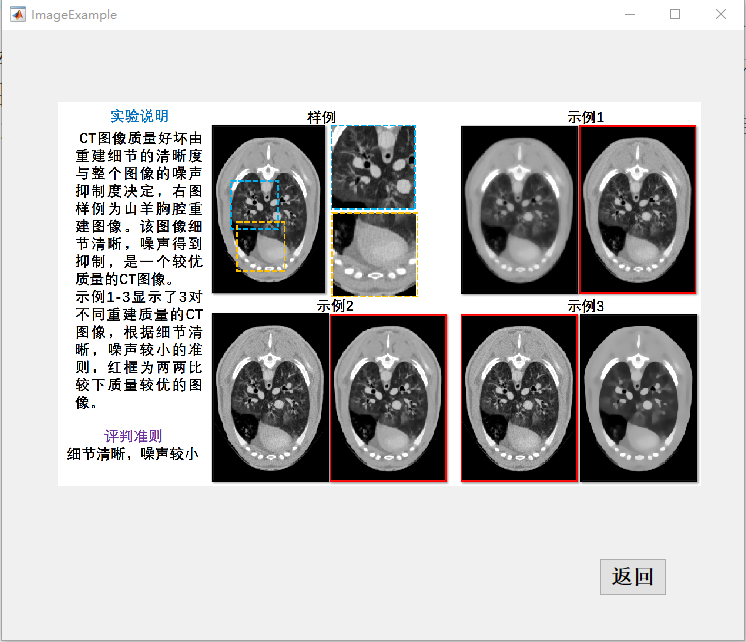 ImageExample
实验说明
CT图像质量好坏由
重建细节的清晰度
与整个图像的噪声
抑制度决定，右图
样例为山羊胸腔重
建图像。该图像细
节清晰，噪声得到
抑制，是一个较优
质量的CT图像。
示例1-3显示了3对
不同重建质量的CT
图像，根据细节清
晰，噪声较小的准
则，红框为两两比
较下质量较优的图
像。
评判准则
细节清晰，噪声较小
样例
示例1
示例2
示例3
返回